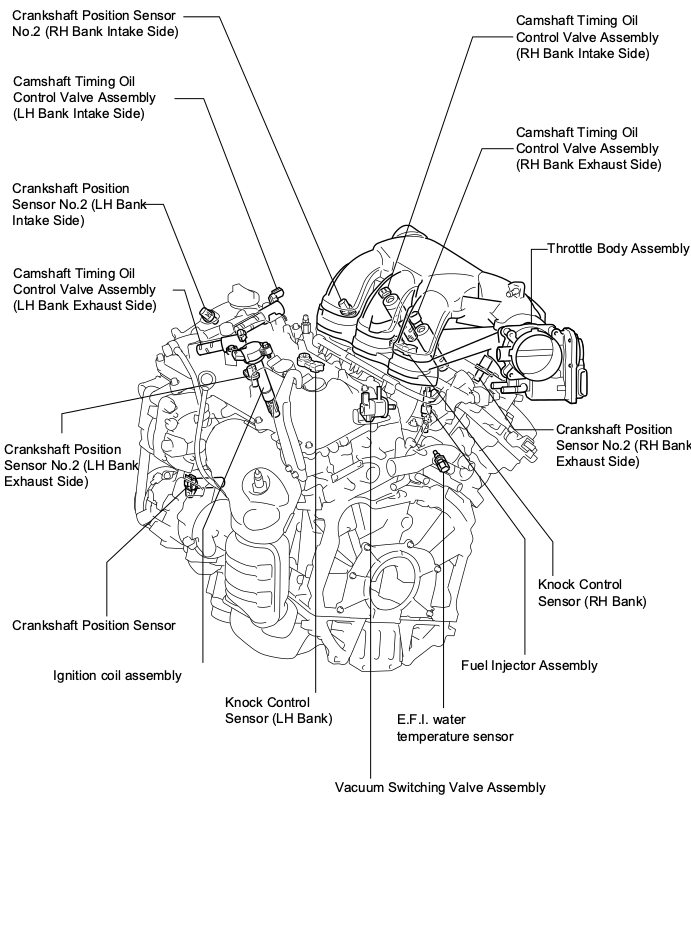 Crankshaft Position Sensor
No.2 (RH Bank Intake Side)
Camshaft Timing Oil
Control Valve Assembly
(RH Bank Intake Side)
Camshaft Timing Oil
Control Valve Assembly
(LH Bank Intake Side)
Camshaft Timing Oil
Control Valve Assembly
(RH Bank Exhaust Side)
Crankshaft Position
Sensor No.2 (LH Bank
Intake Side)
Throttle Body Assembly
Camshaft Timing Oil
Control Valve Assembly
(LH Bank Exhaust Side)
Crankshaft Position
Sensor No.2 (RH Bank
Exhaust Side)
Crankshaft Position
Sensor No.2 (LH Bank
Exhaust Side)
Knock Control
Sensor (RH Bank)
Crankshaft Position Sensor
Fuel Injector Assembly
Ignition coil assembly
Knock Control
Sensor (LH Bank)
E.F.I. water
temperature sensor
Vacuum Switching Valve Assembly